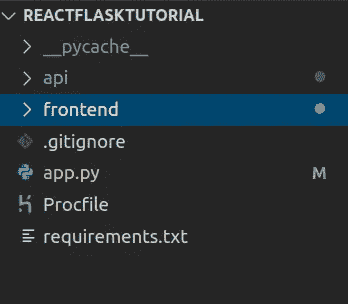 REACTFLASKTUTORIAL
__pycache__
api
frontend
.gitignore
app.py M
Procfile
requirements.txt